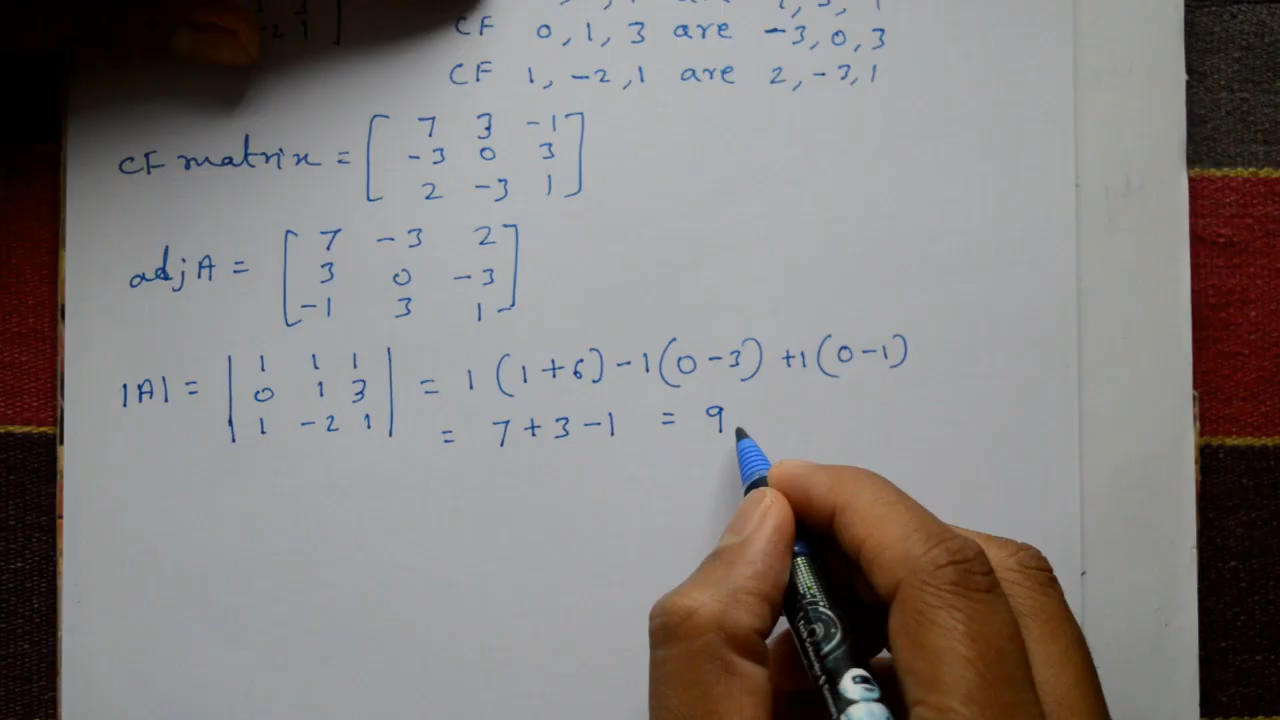 CF 0, 1, 3 are -3, 0, 3
CF 1, -2, 1 are 2, -3, 1
CF matrix = [ 7 3 -1
-3 0 3
2 -3 1 ]
adj A = [ 7 -3 2
3 0 -3
-1 3 1 ]
|A| = | 1 1 1
0 1 3
1 -2 1 | = 1 (1+6) -1(0-3) +1(0-1)
= 7+3-1 = 9